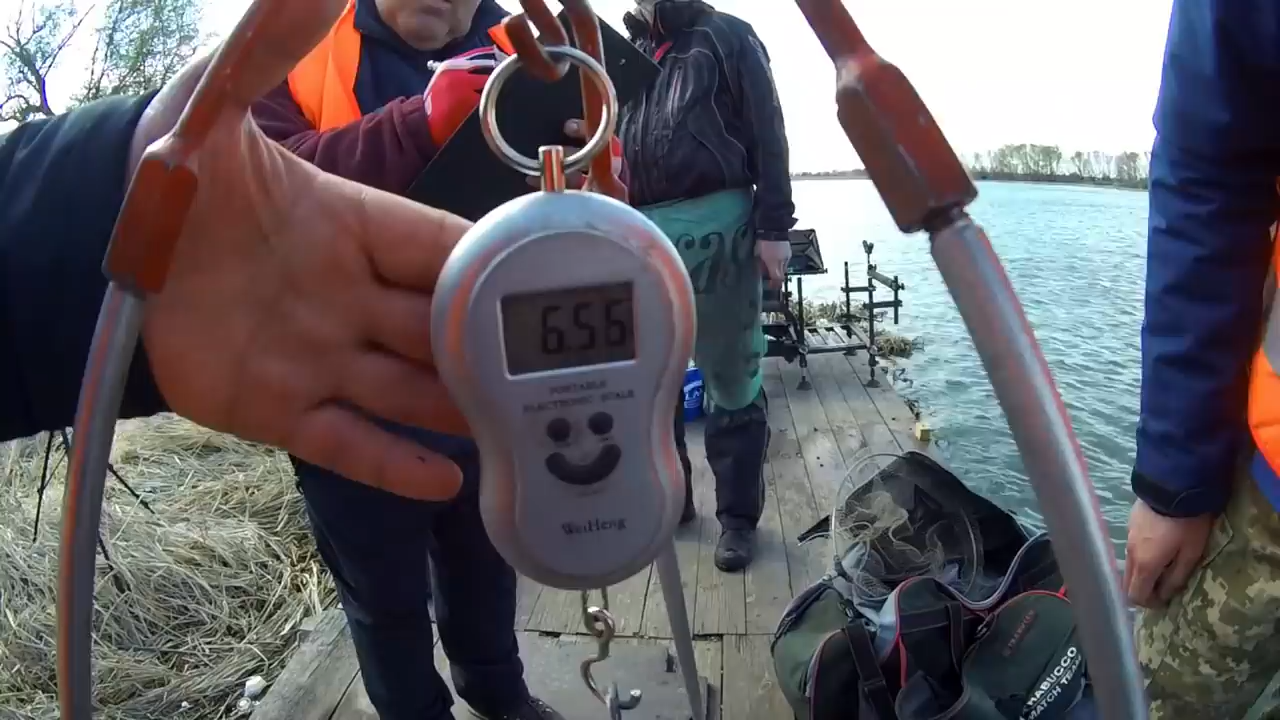 6.56
PORTABLE
ELECTRONIC SCALE
WeiHeng
TRABUCCO
MATCH TEAM